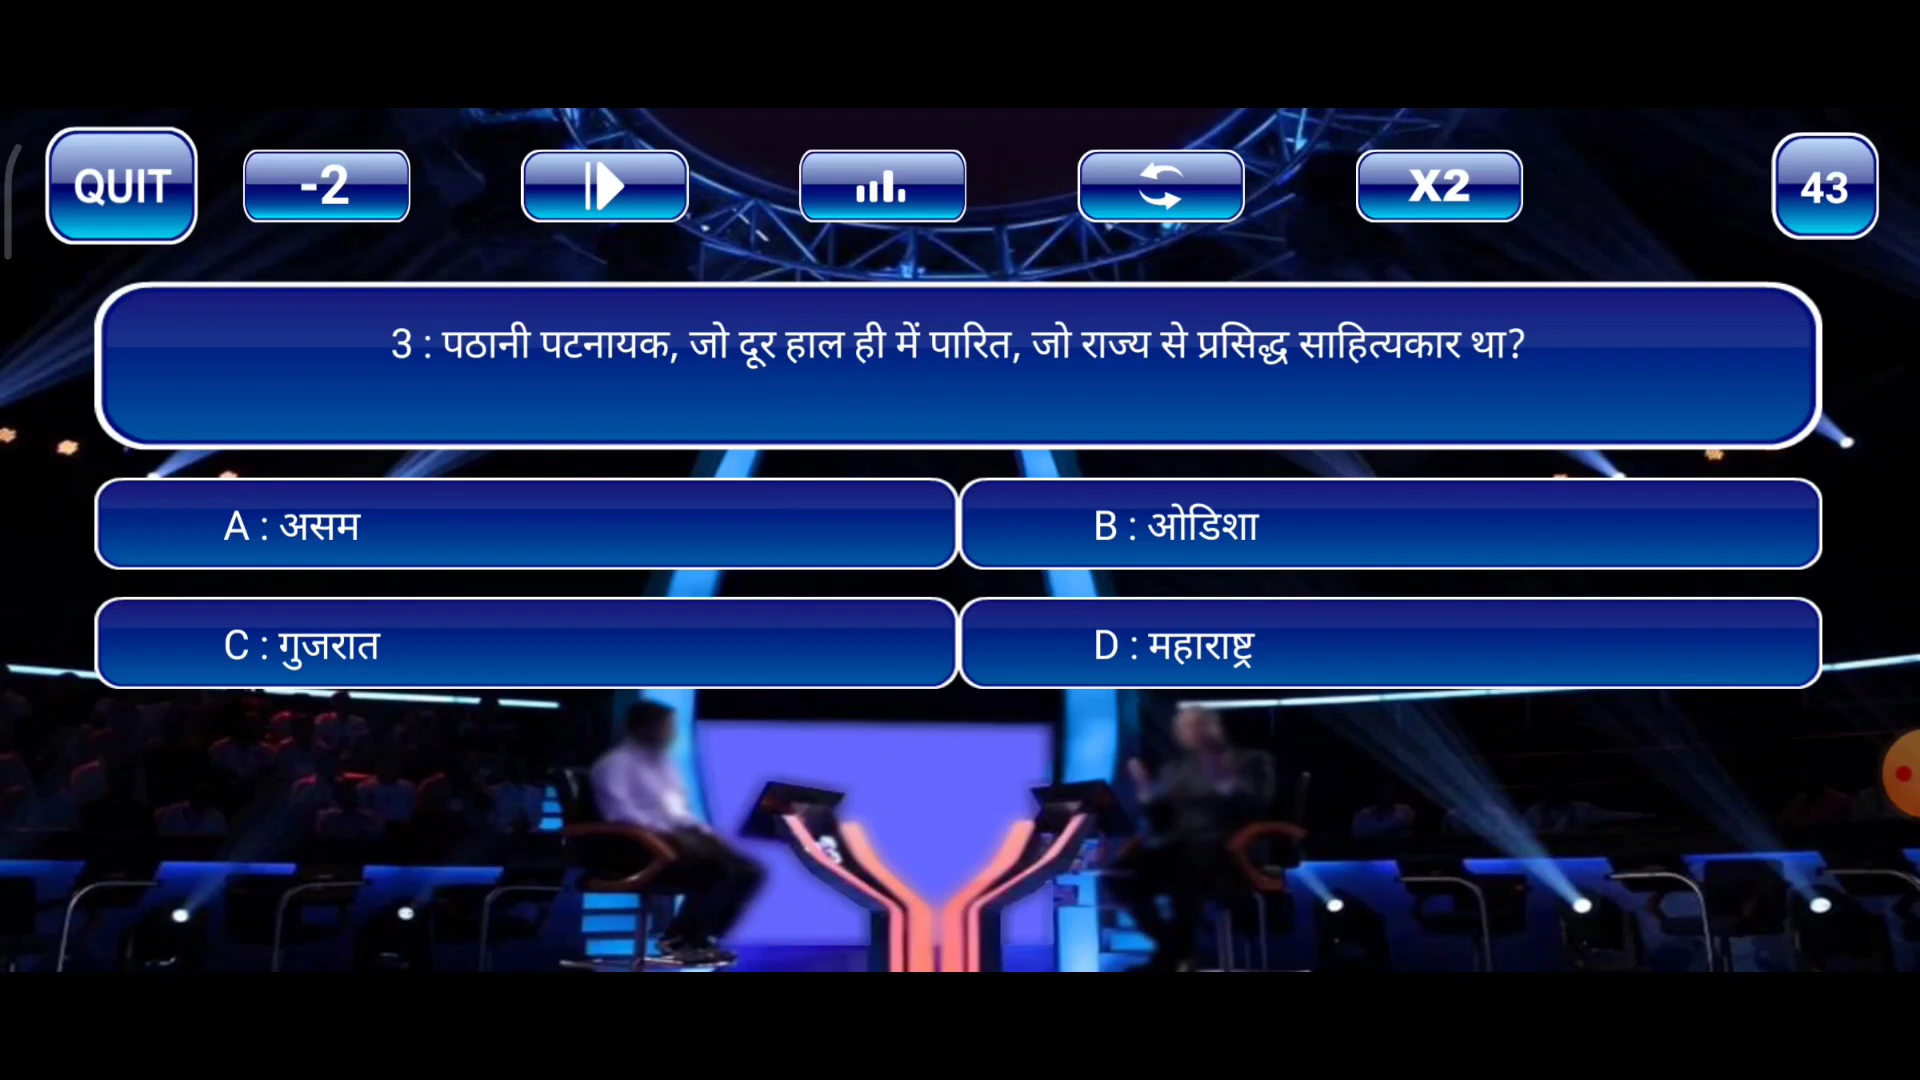 QUIT
-2
X2
43
3 : पठानी पटनायक, जो दूर हाल ही में पारित, जो राज्य से प्रसिद्ध साहित्यकार था?
A : असम
B : ओडिशा
C : गुजरात
D : महाराष्ट्र